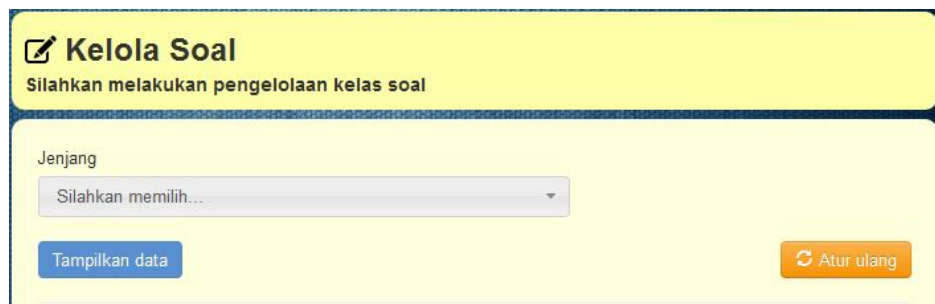 Kelola Soal
Silahkan melakukan pengelolaan kelas soal
Jenjang
Silahkan memilih...
Tampilkan data
Atur ulang